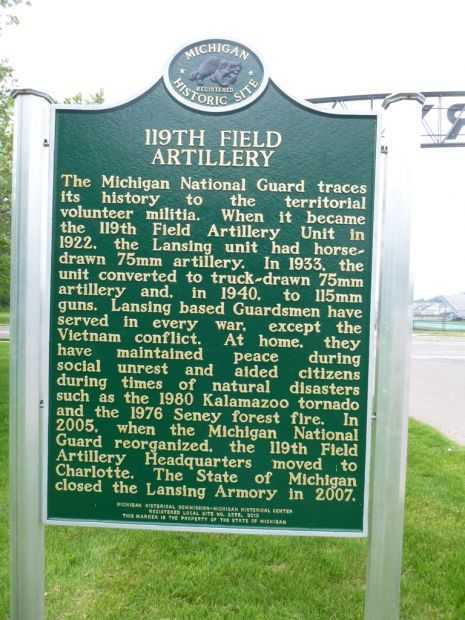 MICHIGAN
REGISTERED
HISTORIC SITE
119TH FIELD
ARTILLERY
The Michigan National Guard traces
its history to the territorial
volunteer militia. When it became
the 119th Field Artillery Unit in
1922, the Lansing unit had horse-
drawn 75mm artillery. In 1933, the
unit converted to truck-drawn 75mm
artillery and, in 1940, to 115mm
guns. Lansing based Guardsmen have
served in every war, except the
Vietnam conflict. At home, they
have maintained peace during
social unrest and aided citizens
during times of natural disasters
such as the 1980 Kalamazoo tornado
and the 1976 Seney forest fire. In
2005, when the Michigan National
Guard reorganized, the 119th Field
Artillery Headquarters moved to
Charlotte. The State of Michigan
closed the Lansing Armory in 2007.
MICHIGAN HISTORICAL COMMISSION-MICHIGAN HISTORICAL CENTER
REGISTERED LOCAL SITE NO.
THIS MARKER IS THE PROPERTY OF THE STATE OF MICHIGAN